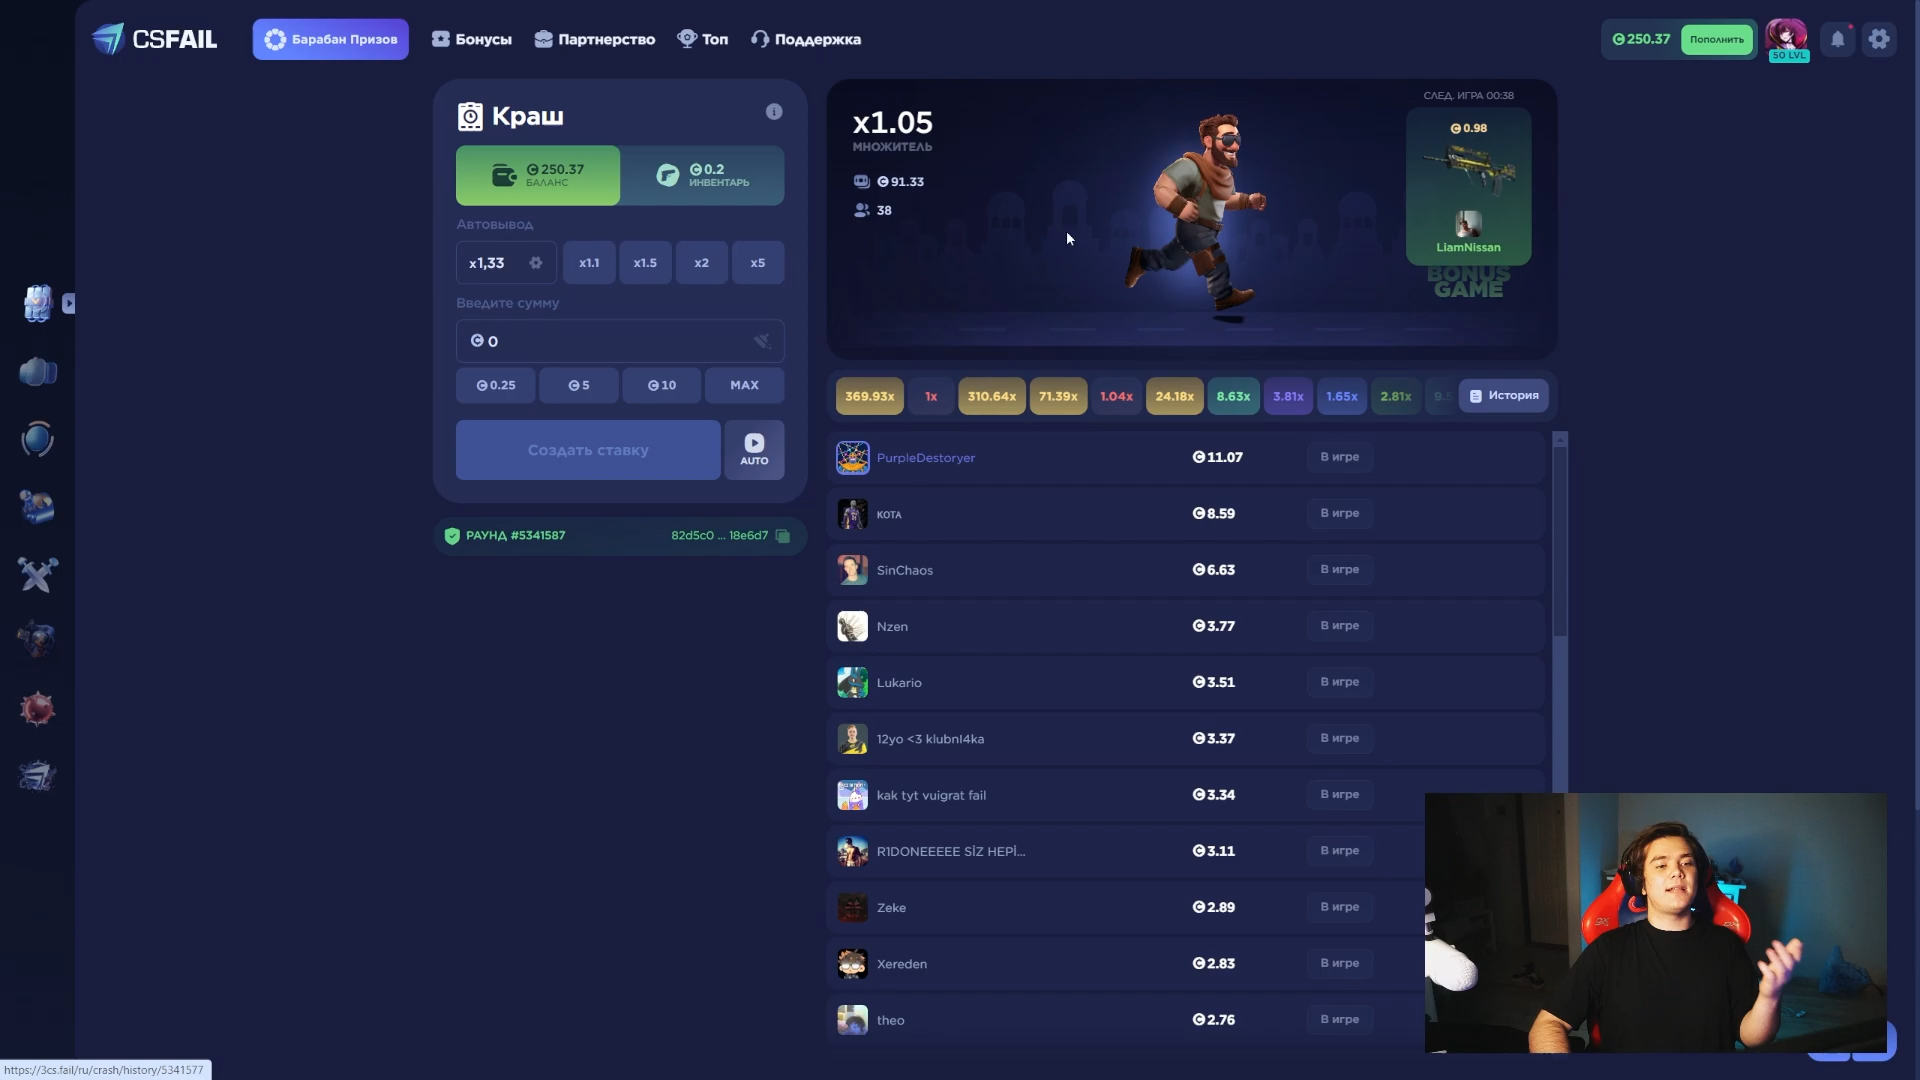 CSFAIL
Барабан Призов
Бонусы
Партнерство
Топ
Поддержка
250.37
Пополнить
50 LVL
Краш
250.37
БАЛАНС
0.2
ИНВЕНТАРЬ
Автовывод
x1,33
x1.1
x1.5
x2
x5
Введите сумму
0
0.25
5
10
MAX
Создать ставку
AUTO
РАУНД #5341587
82d5c0 ... 18e6d7
x1.05
МНОЖИТЕЛЬ
91.33
38
СЛЕД. ИГРА 00:38
0.98
LiamNissan
BONUS
GAME
369.93x
1x
310.64x
71.39x
1.04x
24.18x
8.63x
3.81x
1.65x
2.81x
9.5
История
PurpleDestoryer 11.07 В игре
КОТА 8.59 В игре
SinChaos 6.63 В игре
Nzen 3.77 В игре
Lukario 3.51 В игре
12yo <3 klubnI4ka 3.37 В игре
kak tyt vuigrat fail 3.34 В игре
R1DONEEEEE SİZ HEPİ... 3.11 В игре
Zeke 2.89 В игре
Xereden 2.83 В игре
theo 2.76 В игре
https://3cs.fail/ru/crash/history/5341577